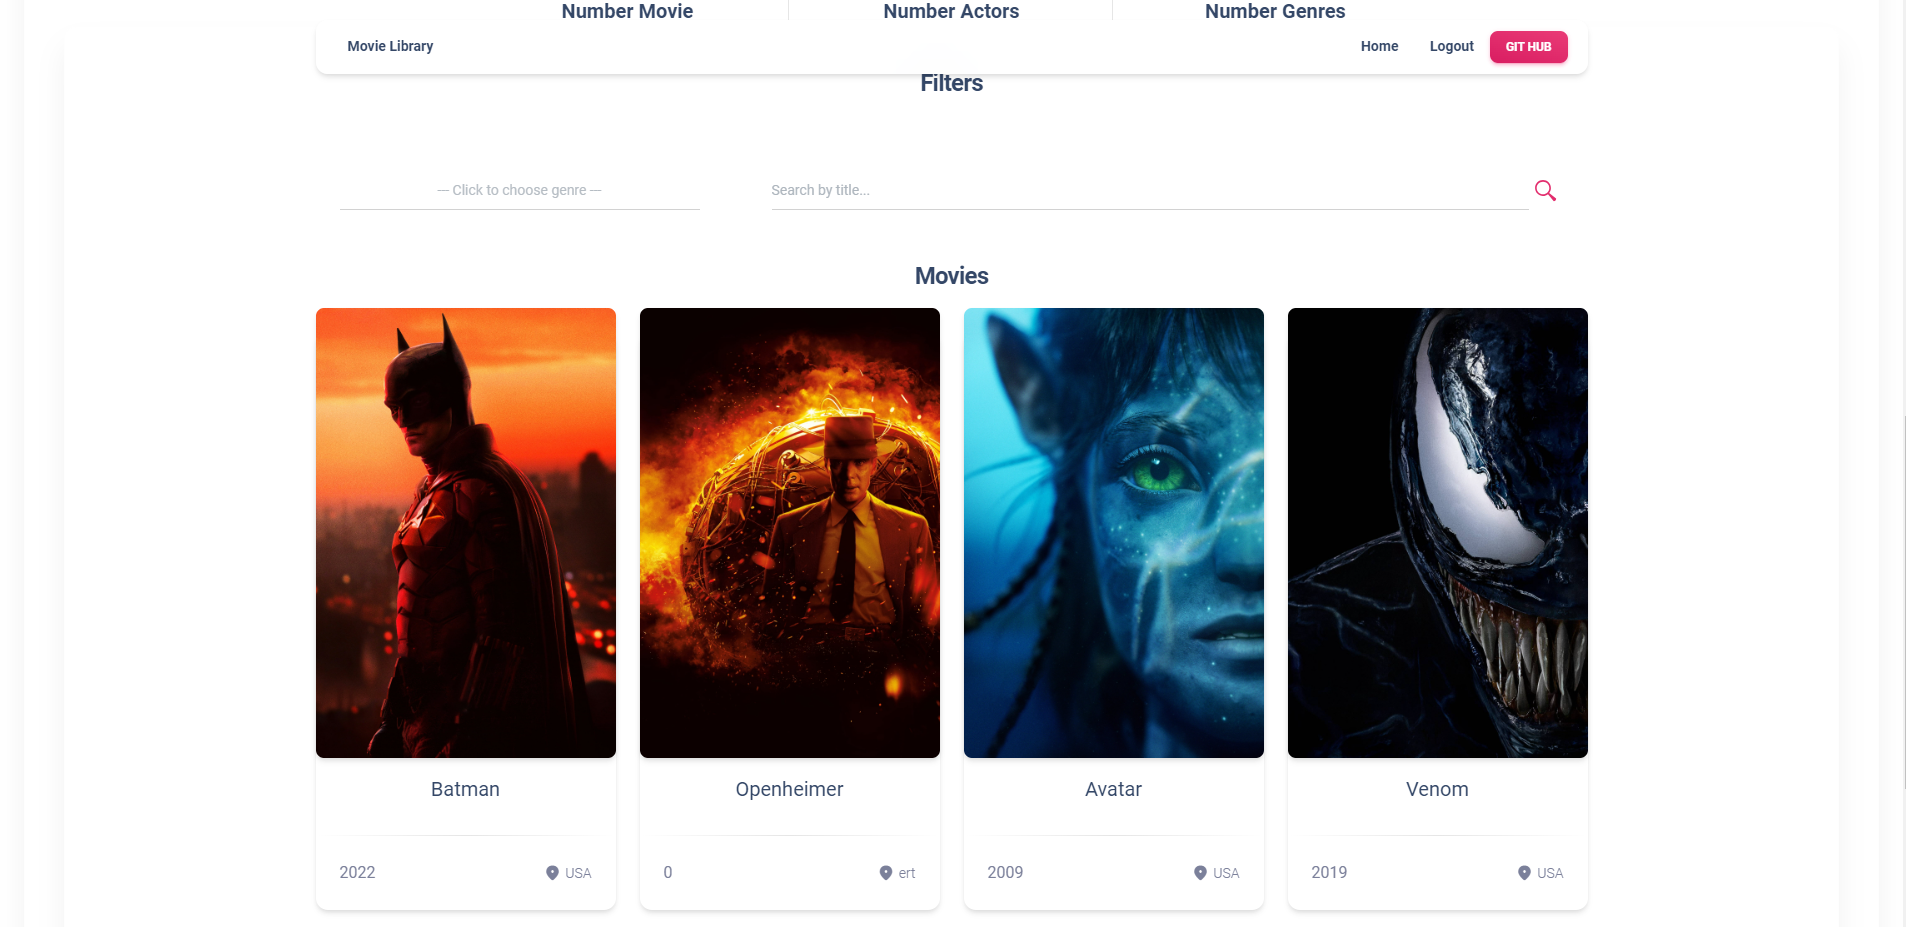 Number Movie Number Actors Number Genres
Movie Library Home Logout GIT HUB
Filters
— Click to choose genre — Search by title...
Movies
Batman Openheimer Avatar Venom
2022 USA 0 ert 2009 USA 2019 USA